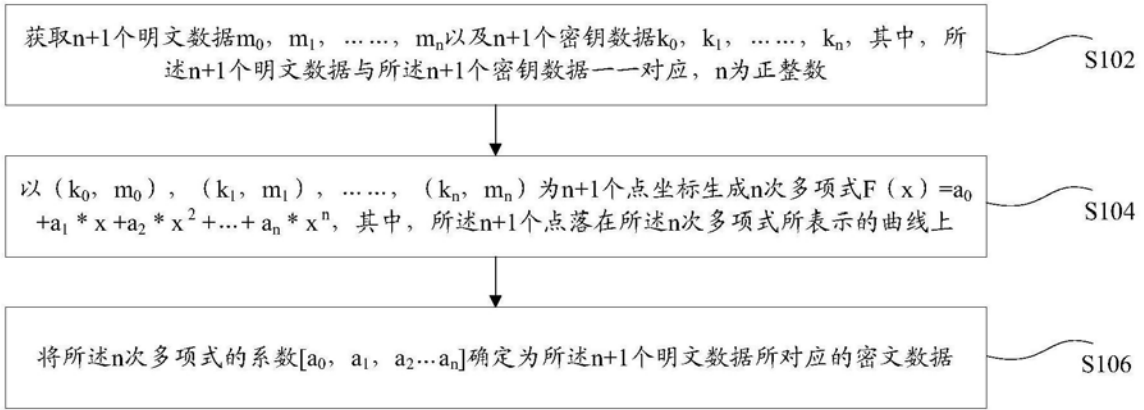 获取n+1个明文数据m₀，m₁，……，mₙ以及n+1个密钥数据k₀，k₁，……，kₙ，其中，所
述n+1个明文数据与所述n+1个密钥数据一一对应，n为正整数
S102
以（k₀，m₀），（k₁，m₁），……，（kₙ，mₙ）为n+1个点坐标生成n次多项式F（x）=a₀
+a₁ * x +a₂ * x² +...+ aₙ * xⁿ，其中，所述n+1个点落在所述n次多项式所表示的曲线上
S104
将所述n次多项式的系数[a₀，a₁，a₂...aₙ]确定为所述n+1个明文数据所对应的密文数据
S106